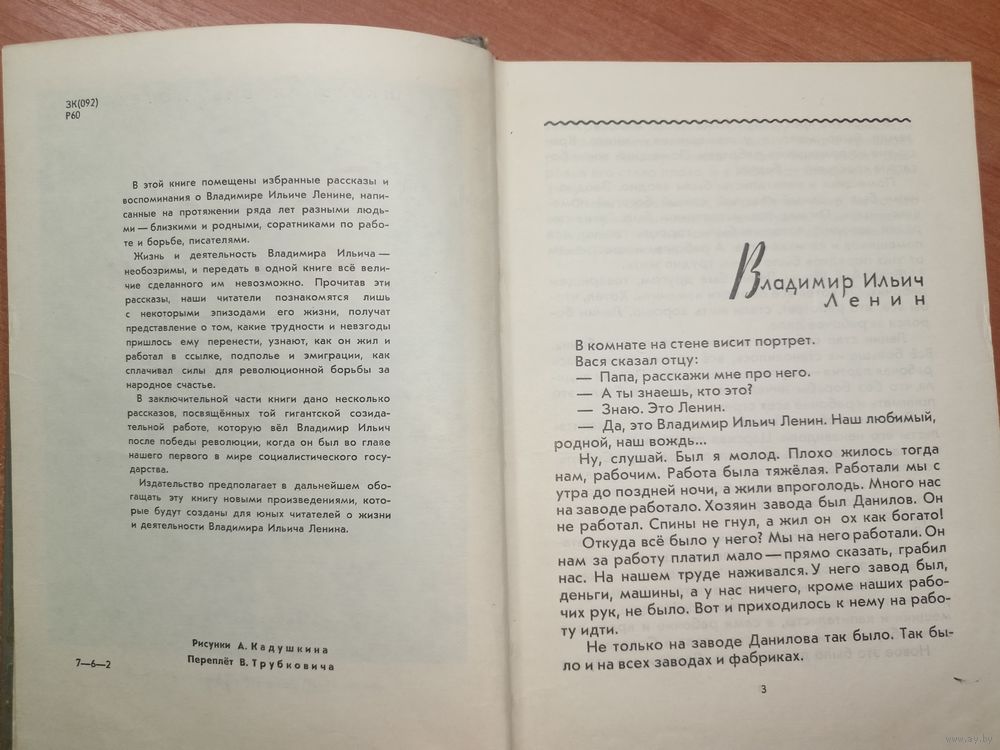 ЗК(092)
Р60
В этой книге помещены избранные рассказы и
воспоминания о Владимире Ильиче Ленине, напи-
санные на протяжении ряда лет разными людь-
ми — близкими и родными, соратниками по рабо-
те и борьбе, писателями.
Жизнь и деятельность Владимира Ильича —
необозримы, и передать в одной книге всё вели-
чие сделанного им невозможно. Прочитав эти
рассказы, наши читатели познакомятся лишь
с некоторыми эпизодами его жизни, получат
представление о том, какие трудности и невзгоды
пришлось ему перенести, узнают, как он жил и
работал в ссылке, подполье и эмиграции, как
сплачивал силы для революционной борьбы за
народное счастье.
В заключительной части книги дано несколько
рассказов, посвящённых той гигантской созида-
тельной работе, которую вёл Владимир Ильич
после победы революции, когда он был во главе
нашего первого в мире социалистического госу-
дарства.
Издательство предполагает в дальнейшем обо-
гащать эту книгу новыми произведениями, кото-
рые будут созданы для юных читателей о жизни
и деятельности Владимира Ильича Ленина.
Рисунки А. Кадушкина
Переплёт В. Трубковича
7—6—2
Владимир Ильич
Ленин
В комнате на стене висит портрет.
Вася сказал отцу:
— Папа, расскажи мне про него.
— А ты знаешь, кто это?
— Знаю. Это Ленин.
— Да, это Владимир Ильич Ленин. Наш любимый,
родной, наш вождь...
Ну, слушай. Был я молод. Плохо жилось тогда
нам, рабочим. Работа была тяжёлая. Работали мы с
утра до поздней ночи, а жили впроголодь. Много нас
на заводе работало. Хозяин завода был Данилов. Он
не работал. Спины не гнул, а жил он ох как богато!
Откуда всё было у него? Мы на него работали. Он
нам за работу платил мало — прямо сказать, грабил
нас. На нашем труде наживался. У него завод был,
деньги, машины, а у нас ничего, кроме наших рабо-
чих рук, не было. Вот и приходилось к нему на рабо-
ту идти.
Не только на заводе Данилова так было. Так бы-
ло и на всех заводах и фабриках.
3
www.ay.by